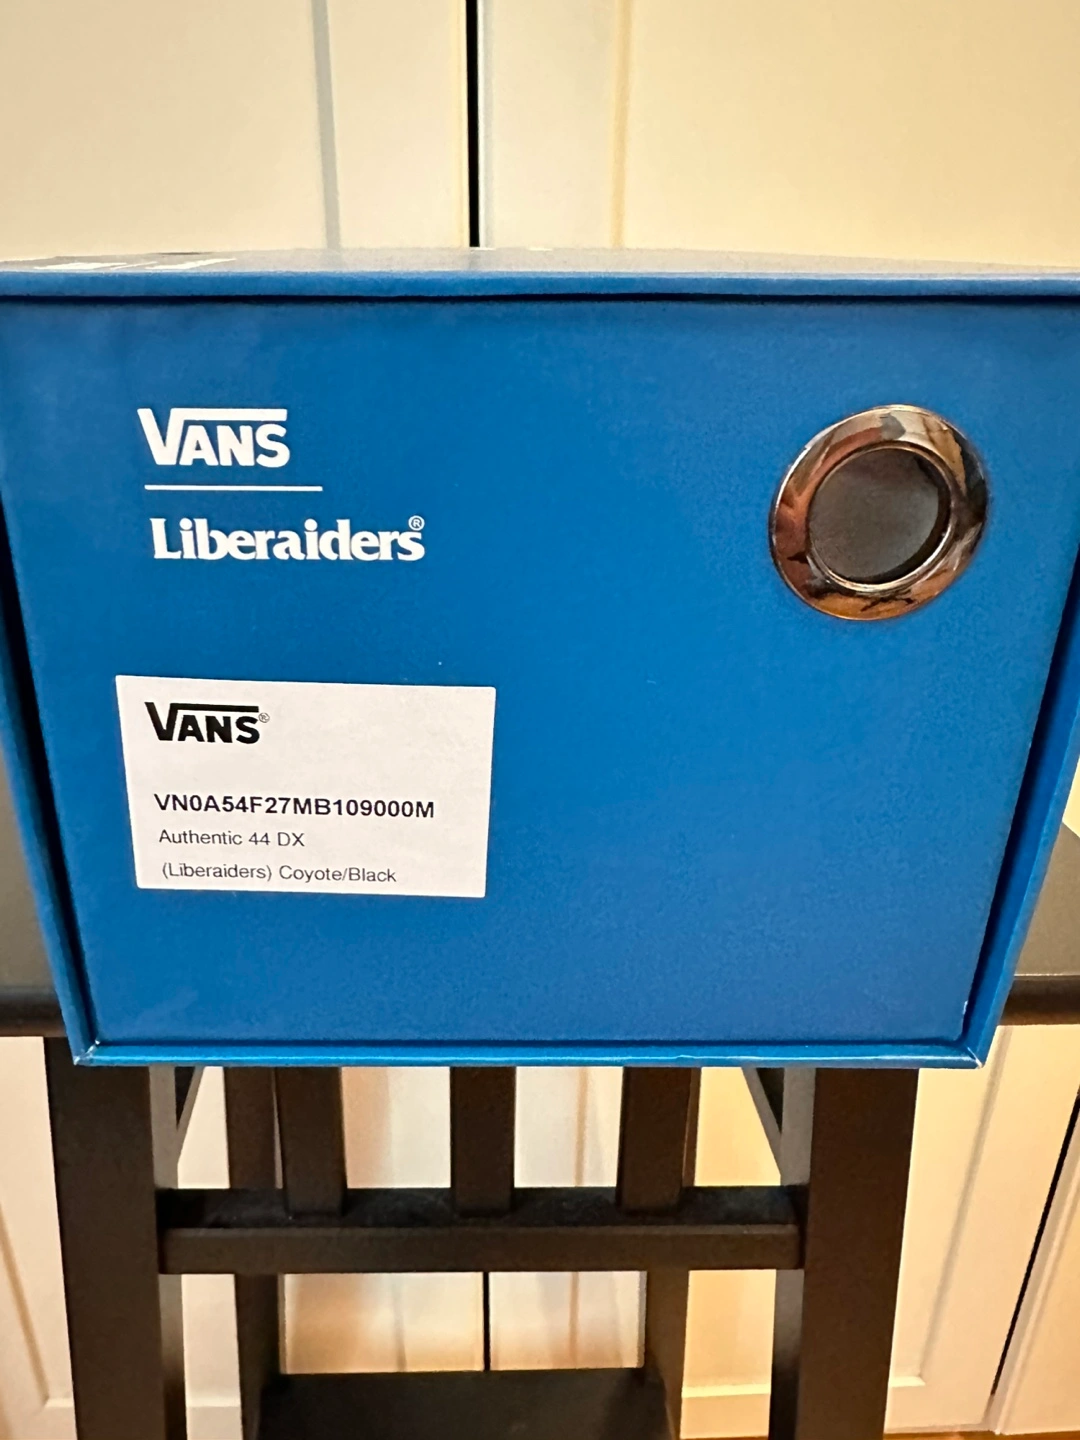 VANS
Liberaiders®
VANS®
VN0A54F27MB109000M
Authentic 44 DX
(Liberaiders) Coyote/Black